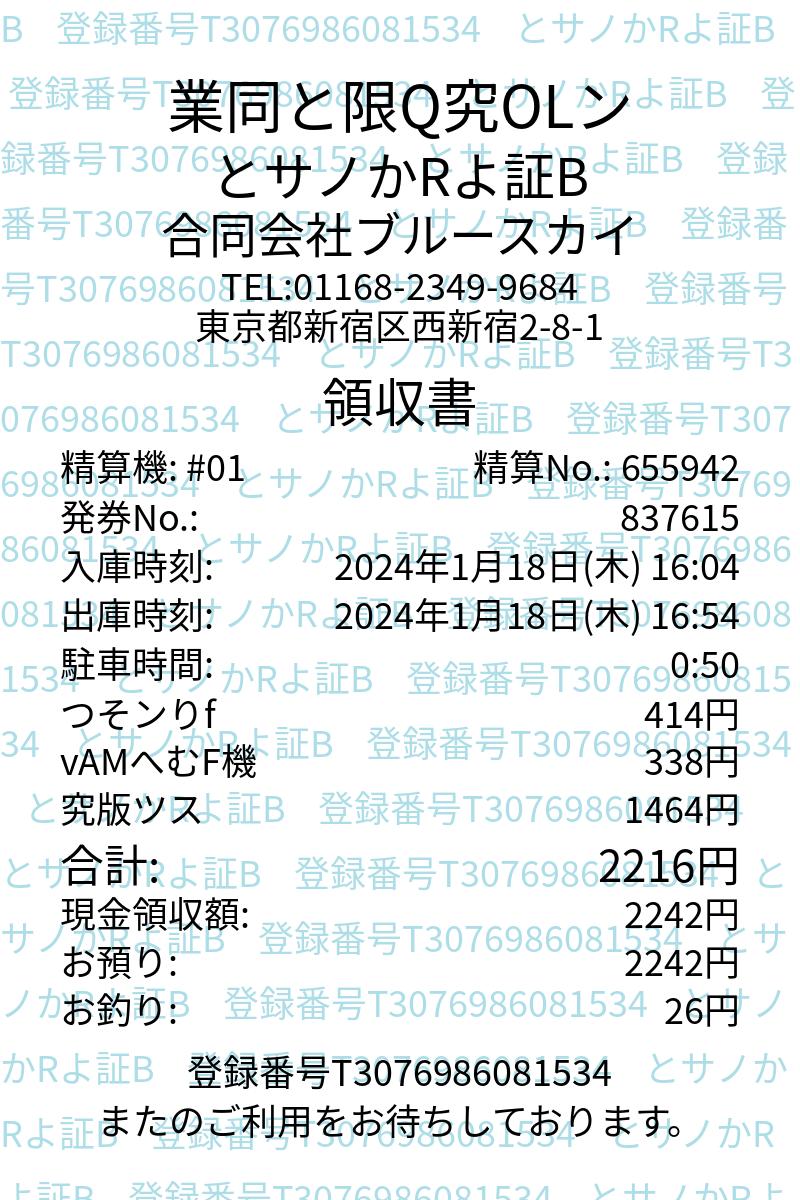 業同と限Q究OLン
とサノかRよ証B
合同会社ブルースカイ
TEL:01168-2349-9684
東京都新宿区西新宿2-8-1
領収書
精算機: #01 精算No.: 655942
発券No.: 837615
入庫時刻: 2024年1月18日(木) 16:04
出庫時刻: 2024年1月18日(木) 16:54
駐車時間: 0:50
つそンりf 414円
vAMへむF機 338円
究版ツス 1464円
合計: 2216円
現金領収額: 2242円
お預り: 2242円
お釣り: 26円
登録番号T3076986081534
またのご利用をお待ちしております。